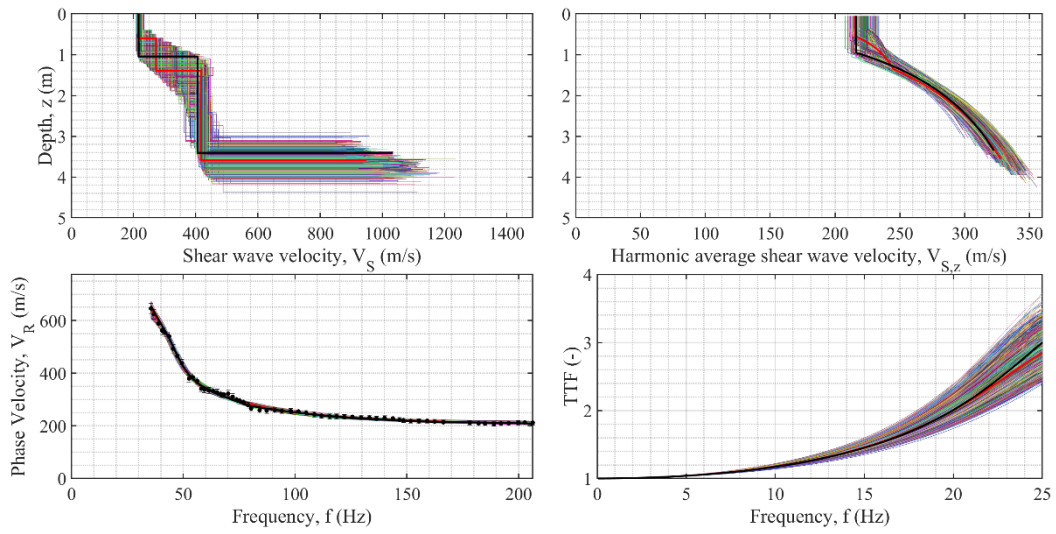 0
1
2
3
4
5
Depth, z (m)
0 200 400 600 800 1000 1200 1400
Shear wave velocity, V_S (m/s)
0
1
2
3
4
5
0 50 100 150 200 250 300 350
Harmonic average shear wave velocity, V_{S,z} (m/s)
600
400
200
0
Phase Velocity, V_R (m/s)
0 50 100 150 200
Frequency, f (Hz)
4
3
2
1
TTF (-)
0 5 10 15 20 25
Frequency, f (Hz)